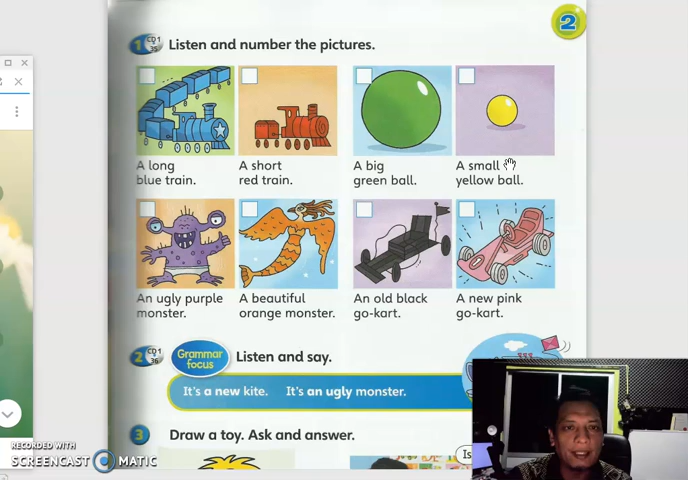 2
1 CD1 35 Listen and number the pictures.
A long
blue train.
A short
red train.
A big
green ball.
A small
yellow ball.
An ugly purple
monster.
A beautiful
orange monster.
An old black
go-kart.
A new pink
go-kart.
2 CD1 36 Grammar focus Listen and say.
It's a new kite. It's an ugly monster.
3 Draw a toy. Ask and answer.
Is
RECORDED WITH
SCREENCAST MATIC